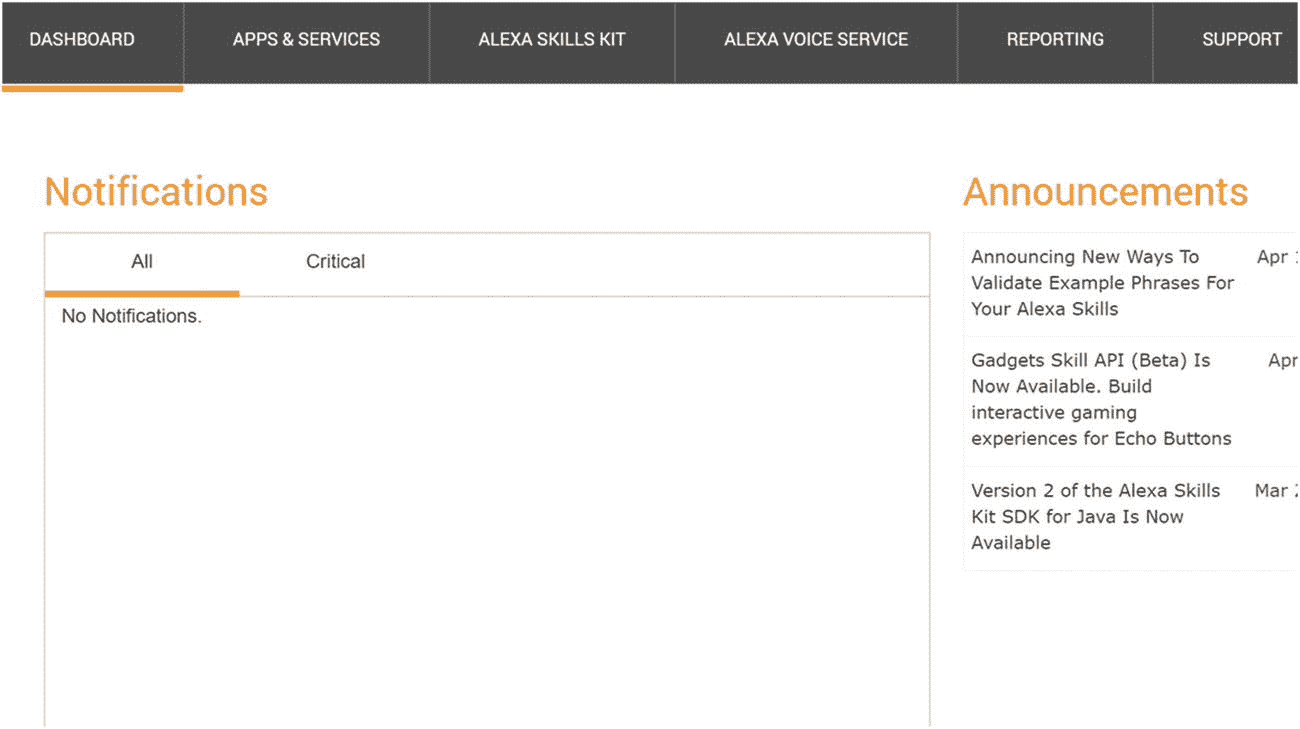 DASHBOARD APPS & SERVICES ALEXA SKILLS KIT ALEXA VOICE SERVICE REPORTING SUPPORT
Notifications
All Critical
No Notifications.
Announcements
Announcing New Ways To Apr
Validate Example Phrases For
Your Alexa Skills
Gadgets Skill API (Beta) Is Apr
Now Available. Build
interactive gaming
experiences for Echo Buttons
Version 2 of the Alexa Skills Mar
Kit SDK for Java Is Now
Available